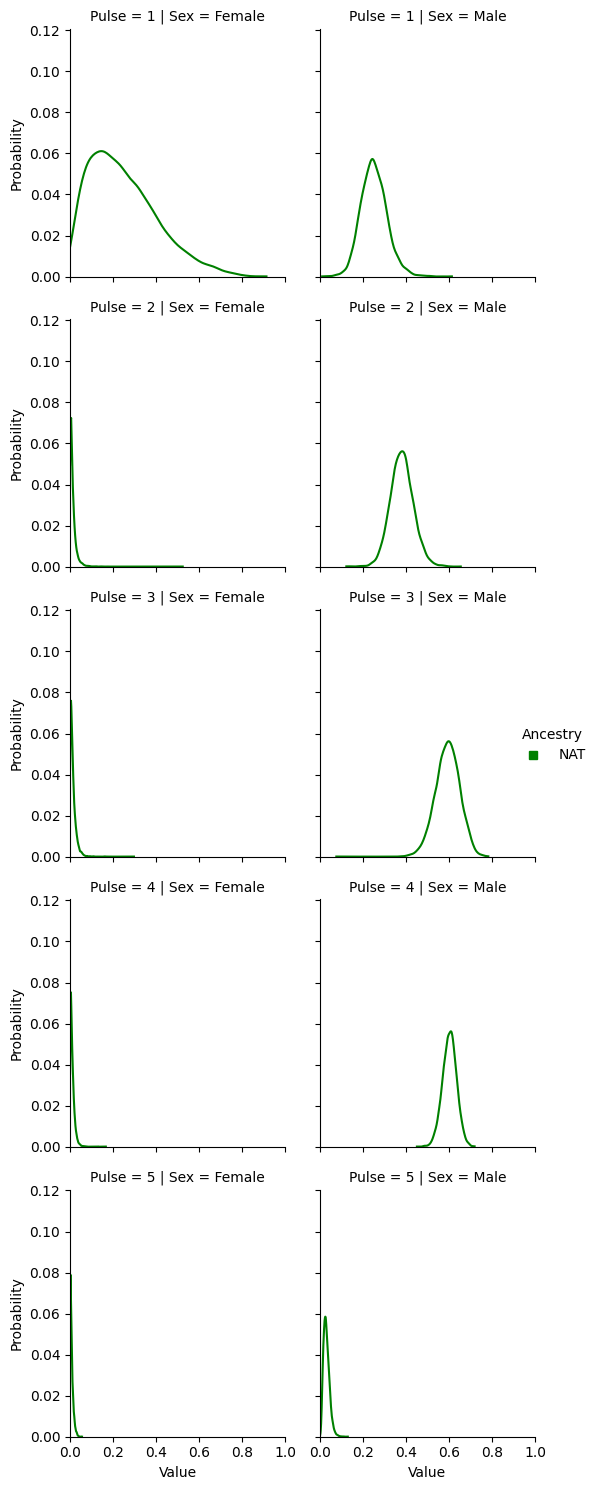 Pulse = 1 | Sex = Female
Pulse = 1 | Sex = Male
0.12
0.10
0.08
0.06
0.04
0.02
0.00
Probability
Pulse = 2 | Sex = Female
Pulse = 2 | Sex = Male
0.12
0.10
0.08
0.06
0.04
0.02
0.00
Probability
Pulse = 3 | Sex = Female
Pulse = 3 | Sex = Male
0.12
0.10
0.08
0.06
0.04
0.02
0.00
Probability
Ancestry
NAT
Pulse = 4 | Sex = Female
Pulse = 4 | Sex = Male
0.12
0.10
0.08
0.06
0.04
0.02
0.00
Probability
Pulse = 5 | Sex = Female
Pulse = 5 | Sex = Male
0.12
0.10
0.08
0.06
0.04
0.02
0.00
Probability
0.0 0.2 0.4 0.6 0.8 1.0
Value
0.0 0.2 0.4 0.6 0.8 1.0
Value